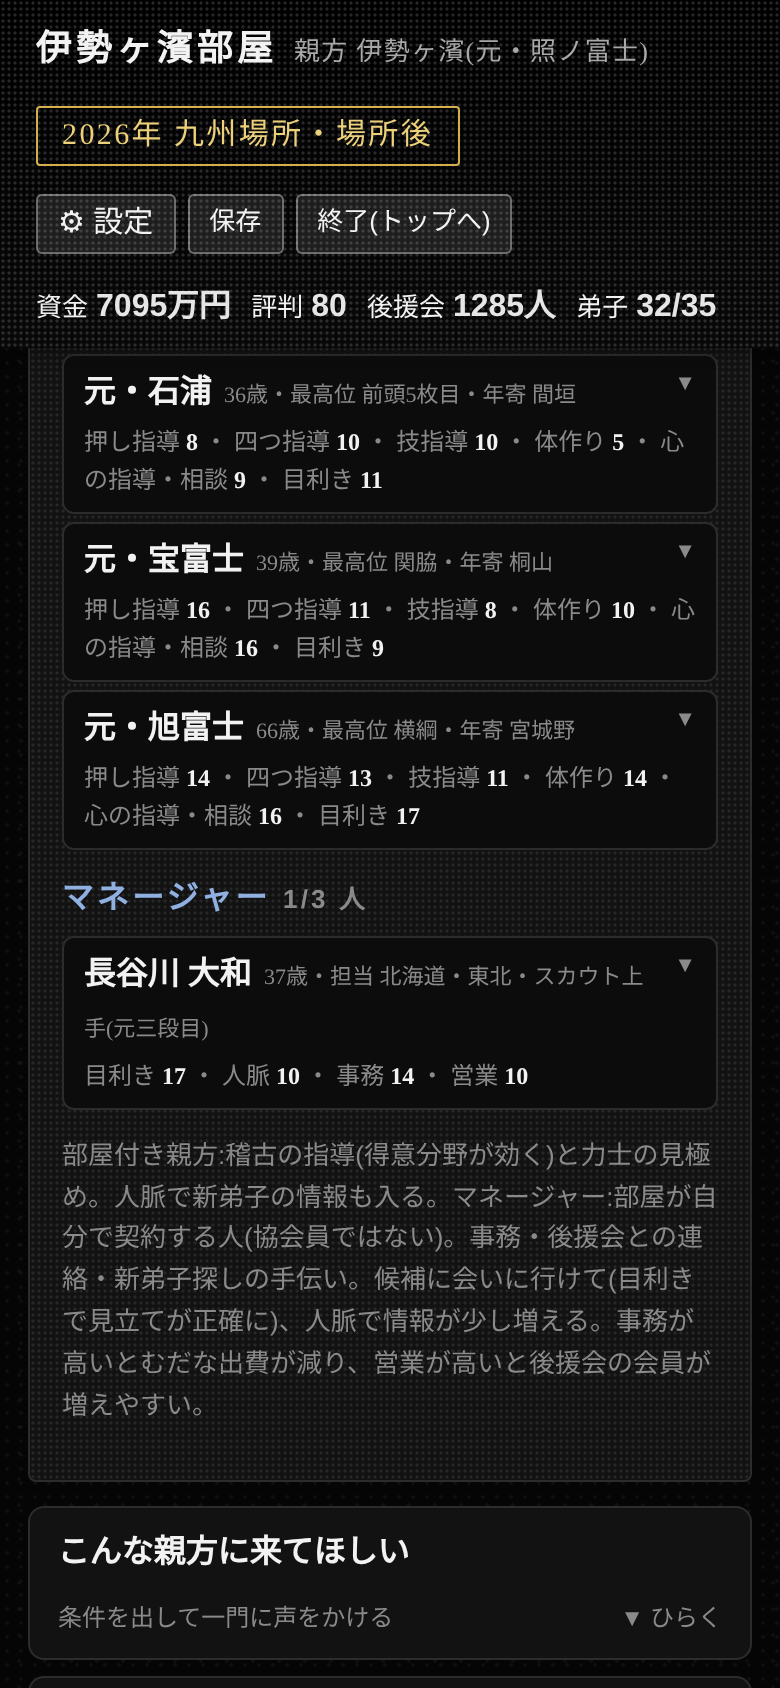 伊勢ヶ濱部屋 親方 伊勢ヶ濱(元・照ノ富士)
2026年 九州場所・場所後
⚙ 設定 保存 終了(トップへ)
資金 7095万円 評判 80 後援会 1285人 弟子 32/35
元・石浦 36歳・最高位 前頭5枚目・年寄 間垣 ▼
押し指導 8 ・ 四つ指導 10 ・ 技指導 10 ・ 体作り 5 ・ 心
の指導・相談 9 ・ 目利き 11
元・宝富士 39歳・最高位 関脇・年寄 桐山 ▼
押し指導 16 ・ 四つ指導 11 ・ 技指導 8 ・ 体作り 10 ・ 心
の指導・相談 16 ・ 目利き 9
元・旭富士 66歳・最高位 横綱・年寄 宮城野 ▼
押し指導 14 ・ 四つ指導 13 ・ 技指導 11 ・ 体作り 14 ・
心の指導・相談 16 ・ 目利き 17
マネージャー 1/3 人
長谷川 大和 37歳・担当 北海道・東北・スカウト上 ▼
手(元三段目)
目利き 17 ・ 人脈 10 ・ 事務 14 ・ 営業 10
部屋付き親方:稽古の指導(得意分野が効く)と力士の見極
め。人脈で新弟子の情報も入る。マネージャー:部屋が自
分で契約する人(協会員ではない)。事務・後援会との連
絡・新弟子探しの手伝い。候補に会いに行けて(目利き
で見立てが正確に)、人脈で情報が少し増える。事務が
高いとむだな出費が減り、営業が高いと後援会の会員が
増えやすい。
こんな親方に来てほしい
条件を出して一門に声をかける ▼ ひらく